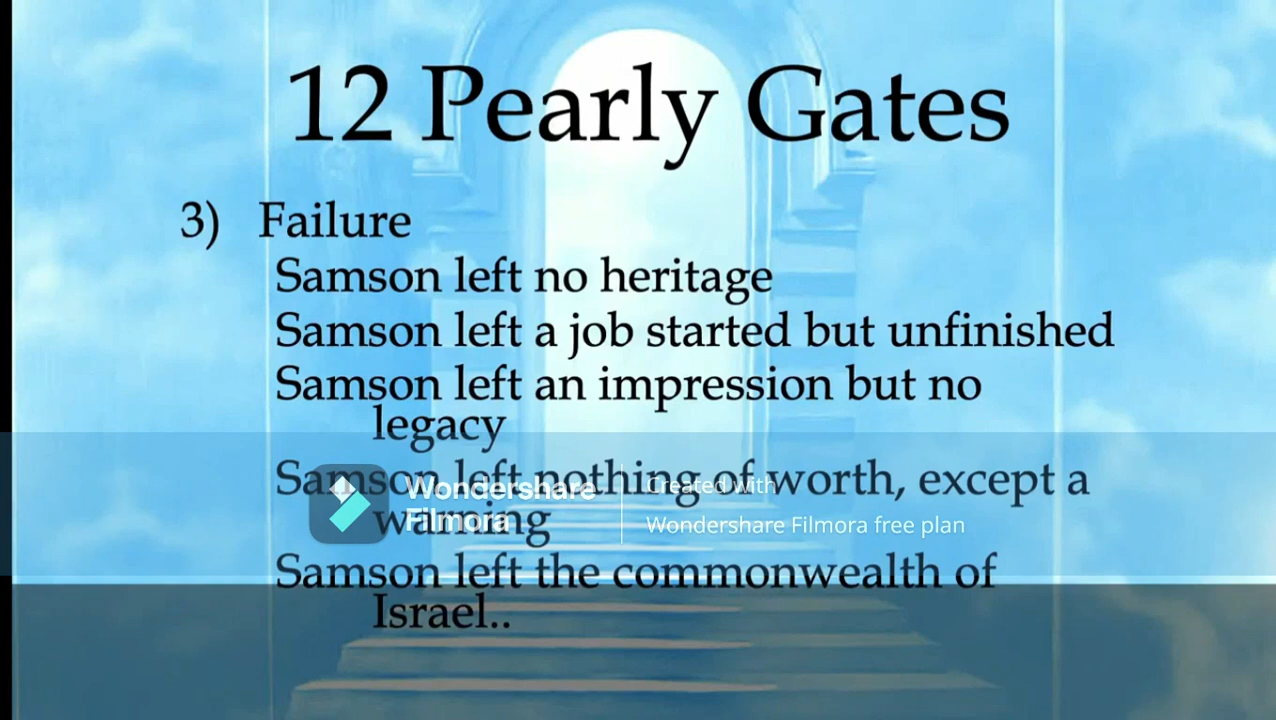 12 Pearly Gates
3) Failure
Samson left no heritage
Samson left a job started but unfinished
Samson left an impression but no
legacy
Samson left nothing of worth, except a
warning
Samson left the commonwealth of
Israel..
Wondershare
Filmora
Created with
Wondershare Filmora free plan